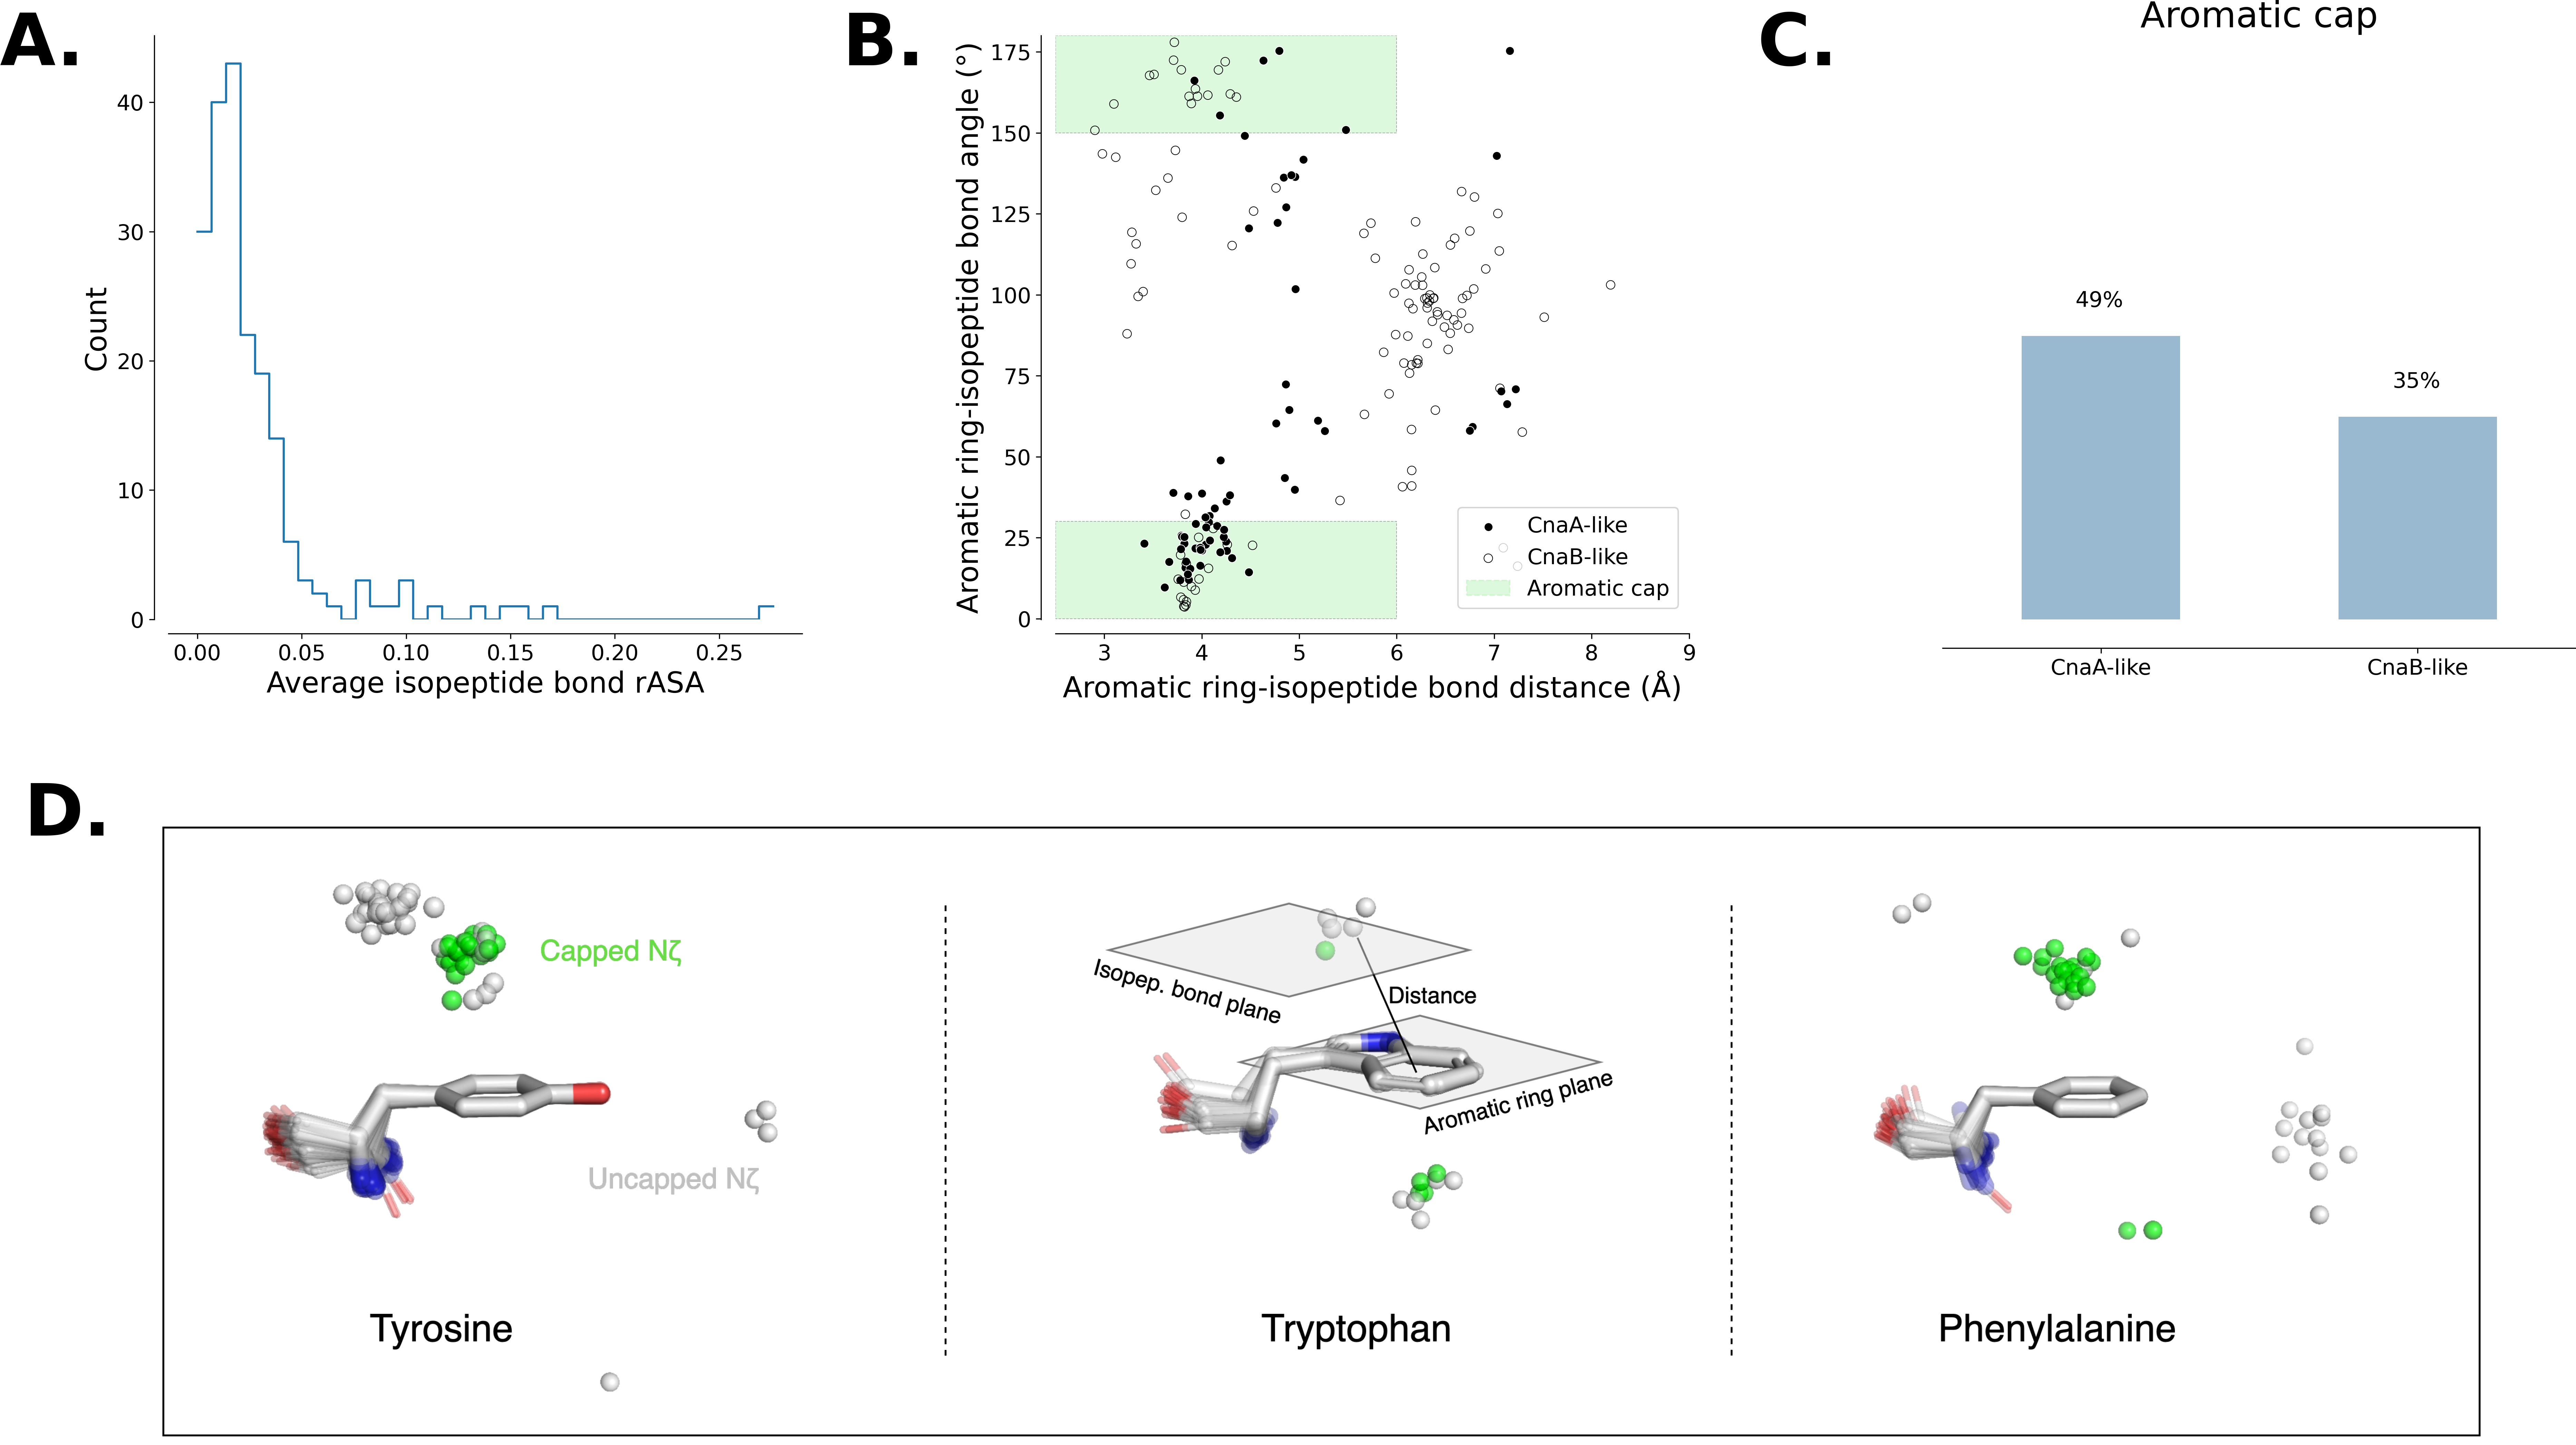 A.
Count
40
30
20
10
0
0.00 0.05 0.10 0.15 0.20 0.25
Average isopeptide bond rASA
B.
Aromatic ring-isopeptide bond angle (°)
175
150
125
100
75
50
25
0
CnaA-like
CnaB-like
Aromatic cap
3 4 5 6 7 8 9
Aromatic ring-isopeptide bond distance (Å)
C.
Aromatic cap
49%
35%
CnaA-like CnaB-like
D.
Capped Nζ
Uncapped Nζ
Tyrosine
Isopep. bond plane
Distance
Aromatic ring plane
Tryptophan
Phenylalanine